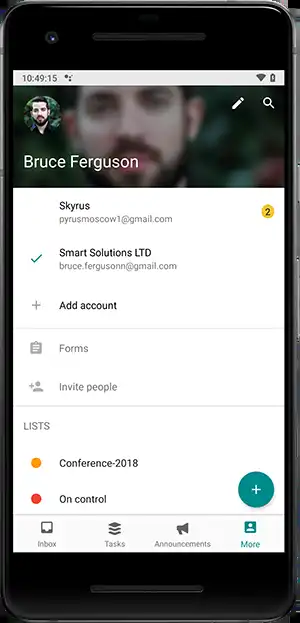 10:49:15
Bruce Ferguson
Skyrus
pyrusmoscow1@gmail.com
2
Smart Solutions LTD
bruce.fergusonn@gmail.com
Add account
Forms
Invite people
LISTS
Conference-2018
On control
Inbox
Tasks
Announcements
More